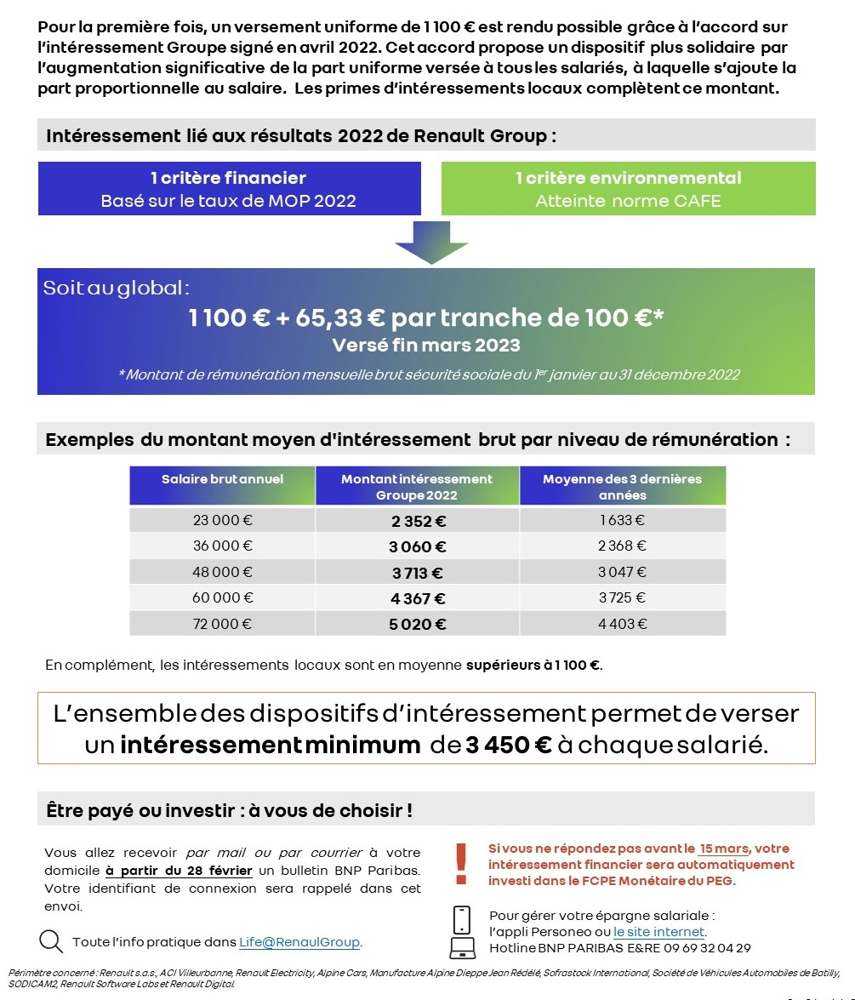 Pour la première fois, un versement uniforme de 1 100 € est rendu possible grâce à l'accord sur
l'intéressement Groupe signé en avril 2022. Cet accord propose un dispositif plus solidaire par
l'augmentation significative de la part uniforme versée à tous les salariés, à laquelle s'ajoute la
part proportionnelle au salaire. Les primes d'intéressements locaux complètent ce montant.
Intéressement lié aux résultats 2022 de Renault Group :
1 critère financier
Basé sur le taux de MOP 2022
1 critère environnemental
Atteinte norme CAFE
Soit au global :
1 100 € + 65,33 € par tranche de 100 €*
Versé fin mars 2023
* Montant de rémunération mensuelle brut sécurité sociale du 1er janvier au 31 décembre 2022
Exemples du montant moyen d'intéressement brut par niveau de rémunération :
Salaire brut annuel
Montant intéressement
Groupe 2022
Moyenne des 3 dernières
années
23 000 € 2 352 € 1 633 €
36 000 € 3 060 € 2 368 €
48 000 € 3 713 € 3 047 €
60 000 € 4 367 € 3 725 €
72 000 € 5 020 € 4 403 €
En complément, les intéressements locaux sont en moyenne supérieurs à 1 100 €.
L'ensemble des dispositifs d'intéressement permet de verser
un intéressement minimum de 3 450 € à chaque salarié.
Être payé ou investir : à vous de choisir !
Vous allez recevoir par mail ou par courrier à votre
domicile à partir du 28 février un bulletin BNP Paribas.
Votre identifiant de connexion sera rappelé dans cet
envoi.
Toute l'info pratique dans Life@RenaulGroup.
! Si vous ne répondez pas avant le 15 mars, votre
intéressement financier sera automatiquement
investi dans le FCPE Monétaire du PEG.
Pour gérer votre épargne salariale :
l'appli Personeo ou le site internet.
Hotline BNP PARIBAS E&RE 09 69 32 04 29
Périmètre concerné : Renault s.a.s., ACI Villeurbanne, Renault Electricity, Alpine Cars, Manufacture Alpine Dieppe Jean Rédélé, Sofrastock International, Société de Véhicules Automobiles de Batilly,
SODICAM2, Renault Software Labs et Renault Digital.